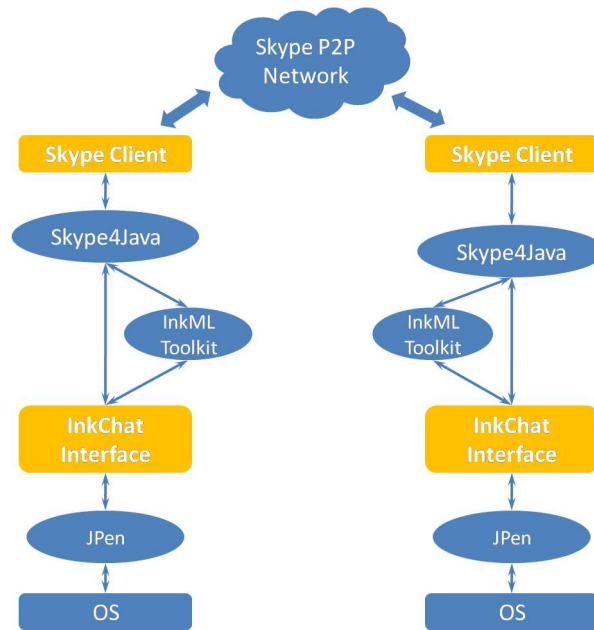 Skype P2P
Network
Skype Client
Skype Client
Skype4Java
Skype4Java
InkML
Toolkit
InkML
Toolkit
InkChat
Interface
InkChat
Interface
JPen
JPen
OS
OS